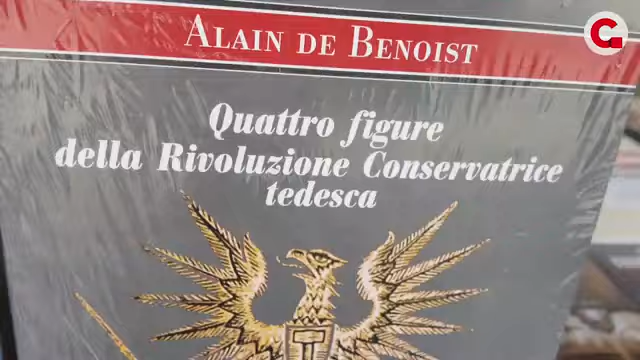 ALAIN DE BENOIST
Quattro figure
della Rivoluzione Conservatrice
tedesca